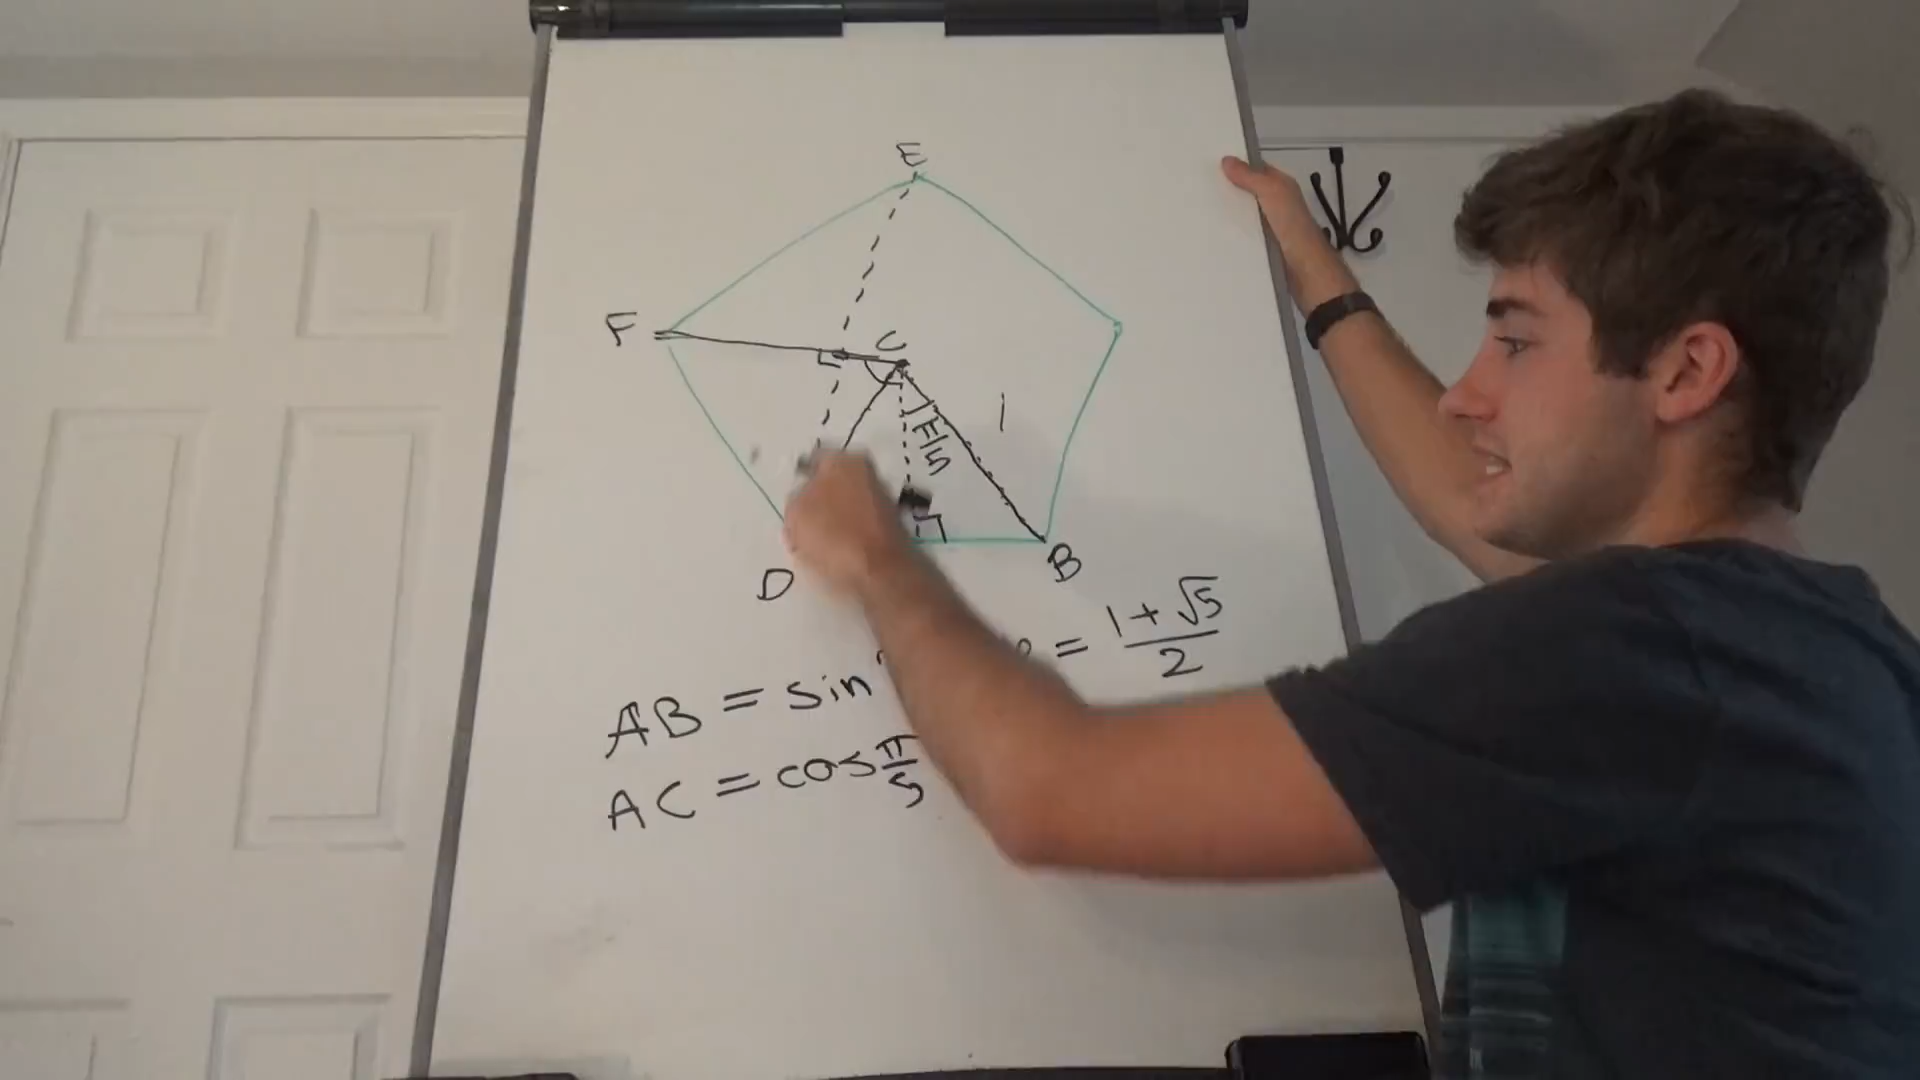 E
F
C
1
π/5
D
B
= 1 + √5 / 2
AB = sin
AC = cos π/5